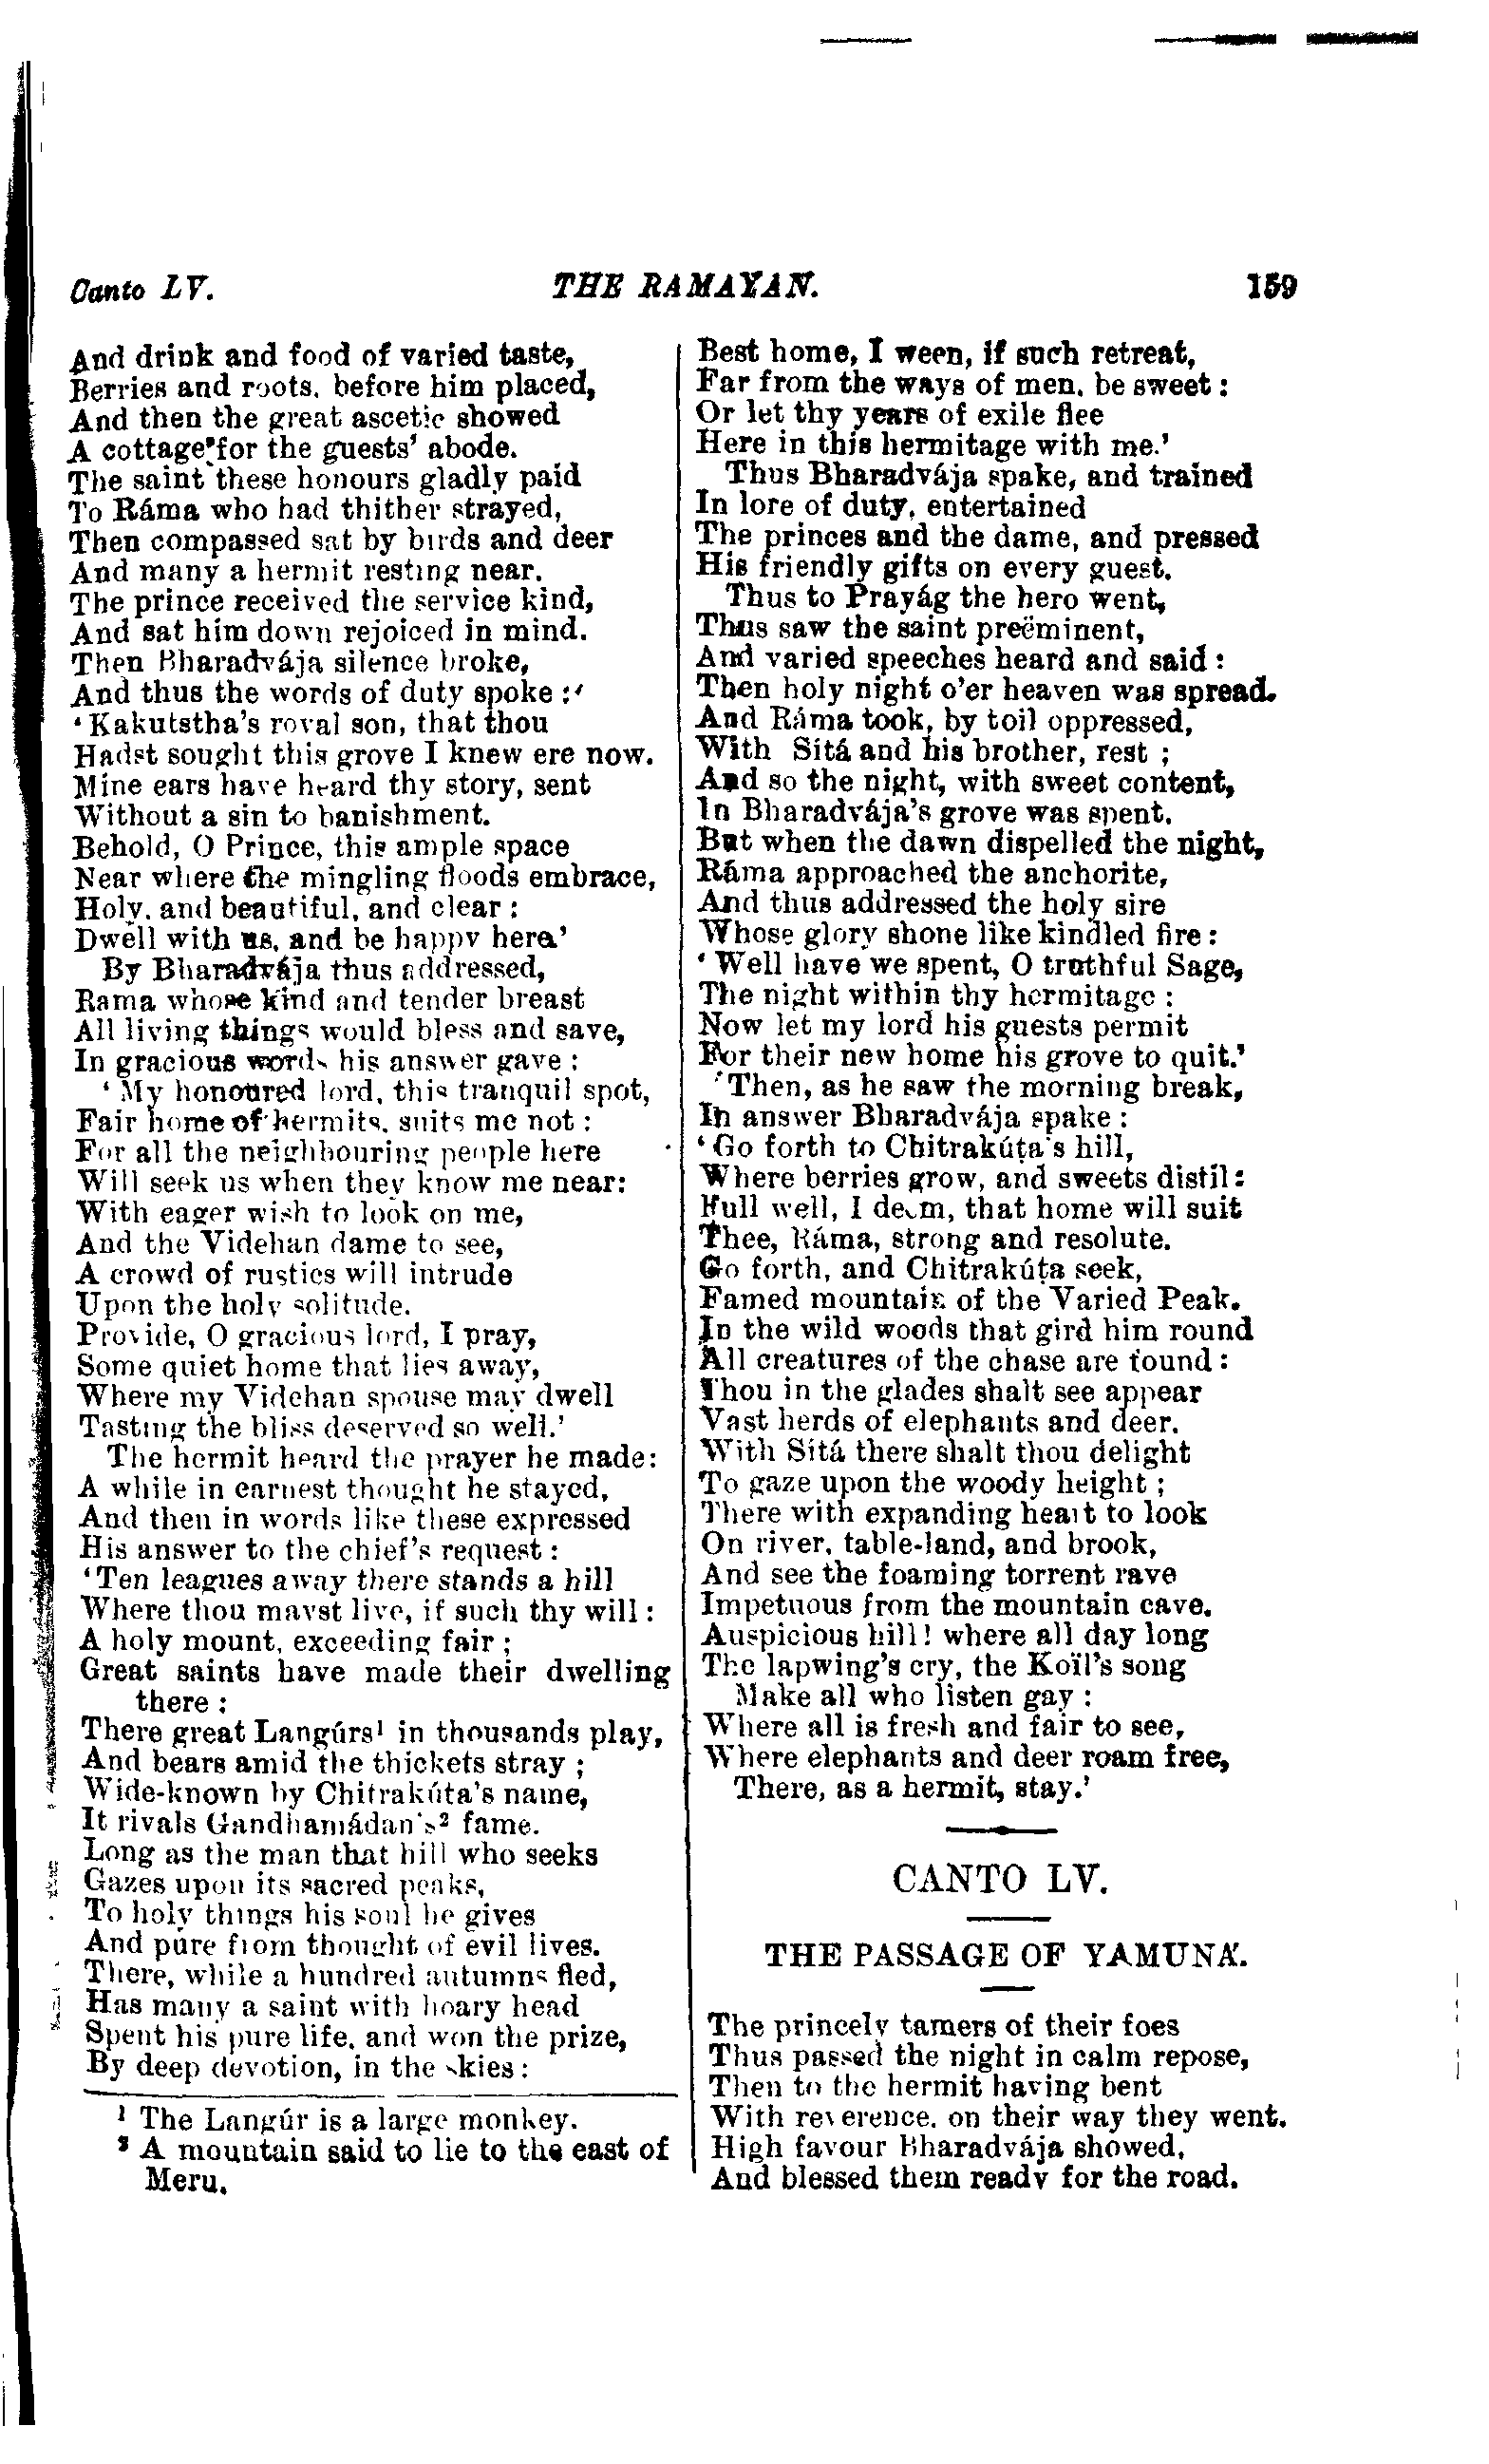 Canto LV.
THE RAMAYAN.
159
And drink and food of varied taste,
Berries and roots, before him placed,
And then the great ascetic showed
A cottage for the guests' abode.
The saint these honours gladly paid
To Ráma who had thither strayed,
Then compassed sat by birds and deer
And many a hermit resting near.
The prince received the service kind,
And sat him down rejoiced in mind.
Then Bharadvája silence broke,
And thus the words of duty spoke:
'Kakutstha's royal son, that thou
Hadst sought this grove I knew ere now.
Mine ears have heard thy story, sent
Without a sin to banishment.
Behold, O Prince, this ample space
Near where the mingling floods embrace,
Holy, and beautiful, and clear:
Dwell with us, and be happy here.'
By Bharadvája thus addressed,
Rama whose kind and tender breast
All living things would bless and save,
In gracious words his answer gave:
'My honoured lord, this tranquil spot,
Fair home of hermits, suits me not:
For all the neighbouring people here
Will seek us when they know me near:
With eager wish to look on me,
And the Videhan dame to see,
A crowd of rustics will intrude
Upon the holy solitude.
Provide, O gracious lord, I pray,
Some quiet home that lies away,
Where my Videhan spouse may dwell
Tasting the bliss deserved so well.'
The hermit heard the prayer he made:
A while in earnest thought he stayed,
And then in words like these expressed
His answer to the chief's request:
'Ten leagues away there stands a hill
Where thou mayst live, if such thy will:
A holy mount, exceeding fair;
Great saints have made their dwelling
there:
There great Langúrs¹ in thousands play,
And bears amid the thickets stray;
Wide-known by Chitrakúta's name,
It rivals Gandhamádan's² fame.
Long as the man that hill who seeks
Gazes upon its sacred peaks,
To holy things his soul he gives
And pure from thought of evil lives.
There, while a hundred autumns fled,
Has many a saint with hoary head
Spent his pure life, and won the prize,
By deep devotion, in the skies:
¹ The Langúr is a large monkey.
² A mountain said to lie to the east of
Meru.
Best home, I ween, if such retreat,
Far from the ways of men, be sweet:
Or let thy years of exile flee
Here in this hermitage with me.'
Thus Bharadvája spake, and trained
In lore of duty, entertained
The princes and the dame, and pressed
His friendly gifts on every guest.
Thus to Prayág the hero went,
Thus saw the saint preëminent,
And varied speeches heard and said:
Then holy night o'er heaven was spread.
And Ráma took, by toil oppressed,
With Sítá and his brother, rest;
And so the night, with sweet content,
In Bharadvája's grove was spent.
But when the dawn dispelled the night,
Ráma approached the anchorite,
And thus addressed the holy sire
Whose glory shone like kindled fire:
'Well have we spent, O truthful Sage,
The night within thy hermitage:
Now let my lord his guests permit
For their new home his grove to quit.'
Then, as he saw the morning break,
In answer Bharadvája spake:
'Go forth to Chitrakúṭa's hill,
Where berries grow, and sweets distil:
Full well, I deem, that home will suit
Thee, Ráma, strong and resolute.
Go forth, and Chitrakúṭa seek,
Famed mountain of the Varied Peak.
In the wild woods that gird him round
All creatures of the chase are found:
Thou in the glades shalt see appear
Vast herds of elephants and deer.
With Sítá there shalt thou delight
To gaze upon the woody height;
There with expanding heart to look
On river, table-land, and brook,
And see the foaming torrent rave
Impetuous from the mountain cave.
Auspicious hill! where all day long
The lapwing's cry, the Koïl's song
Make all who listen gay:
Where all is fresh and fair to see,
Where elephants and deer roam free,
There, as a hermit, stay.'
CANTO LV.
THE PASSAGE OF YAMUNÁ.
The princely tamers of their foes
Thus passed the night in calm repose,
Then to the hermit having bent
With reverence, on their way they went.
High favour Bharadvája showed,
And blessed them ready for the road.